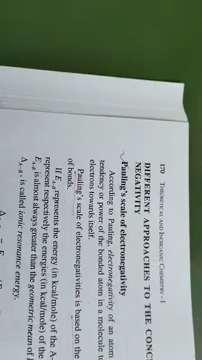 170 THEORETICAL AND INORGANIC CHEMISTRY - I
DIFFERENT APPROACHES TO THE CONC
NEGATIVITY
Pauling's scale of electronegativity
According to Pauling, electronegativity of an atom
tendency or power of the bonded atom in a molecule t
electrons towards itself.
Pauling's scale of electronegativities is based on the
of bonds.
If E A-B represents the energy (in kcal/mole) of the A-
represent respectively the energies (in kcal/mole) of the
E A-B is almost always greater than the geometric mean of
Δ A-B, is called ionic resonance energy.